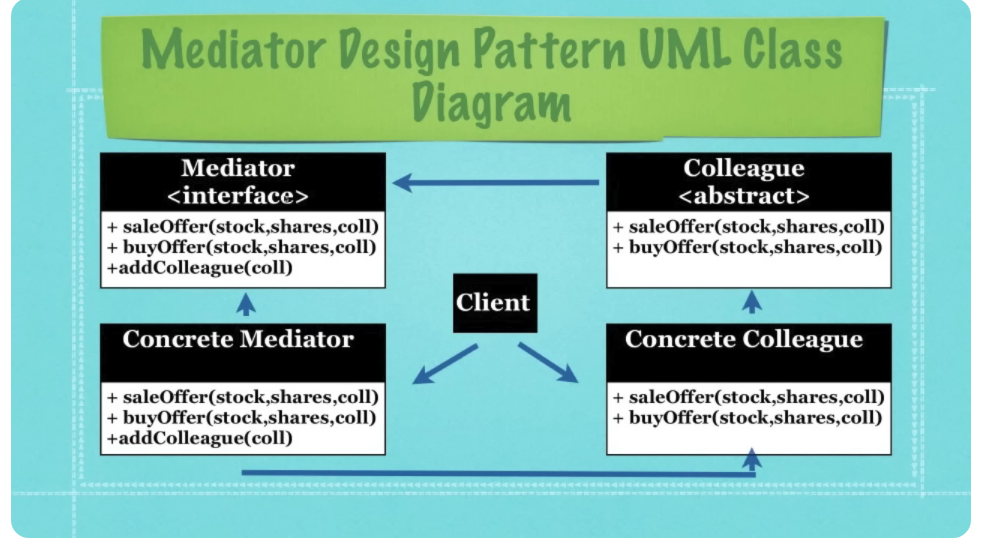 Mediator Design Pattern UML Class
Diagram
Mediator
<interface>
+ saleOffer(stock,shares,coll)
+ buyOffer(stock,shares,coll)
+addColleague(coll)
Colleague
<abstract>
+ saleOffer(stock,shares,coll)
+ buyOffer(stock,shares,coll)
Client
Concrete Mediator
+ saleOffer(stock,shares,coll)
+ buyOffer(stock,shares,coll)
+addColleague(coll)
Concrete Colleague
+ saleOffer(stock,shares,coll)
+ buyOffer(stock,shares,coll)